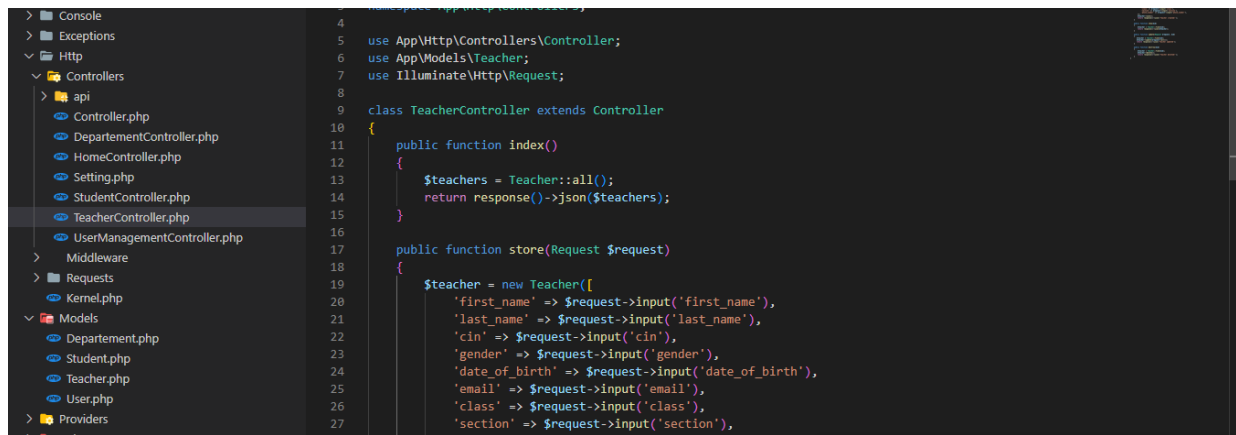 Console
Exceptions
Http
Controllers
api
Controller.php
DepartementController.php
HomeController.php
Setting.php
StudentController.php
TeacherController.php
UserManagementController.php
Middleware
Requests
Kernel.php
Models
Departement.php
Student.php
Teacher.php
User.php
Providers
3 namespace App\Http\Controllers;
4
5 use App\Http\Controllers\Controller;
6 use App\Models\Teacher;
7 use Illuminate\Http\Request;
8
9 class TeacherController extends Controller
10 {
11 public function index()
12 {
13 $teachers = Teacher::all();
14 return response()->json($teachers);
15 }
16
17 public function store(Request $request)
18 {
19 $teacher = new Teacher([
20 'first_name' => $request->input('first_name'),
21 'last_name' => $request->input('last_name'),
22 'cin' => $request->input('cin'),
23 'gender' => $request->input('gender'),
24 'date_of_birth' => $request->input('date_of_birth'),
25 'email' => $request->input('email'),
26 'class' => $request->input('class'),
27 'section' => $request->input('section'),